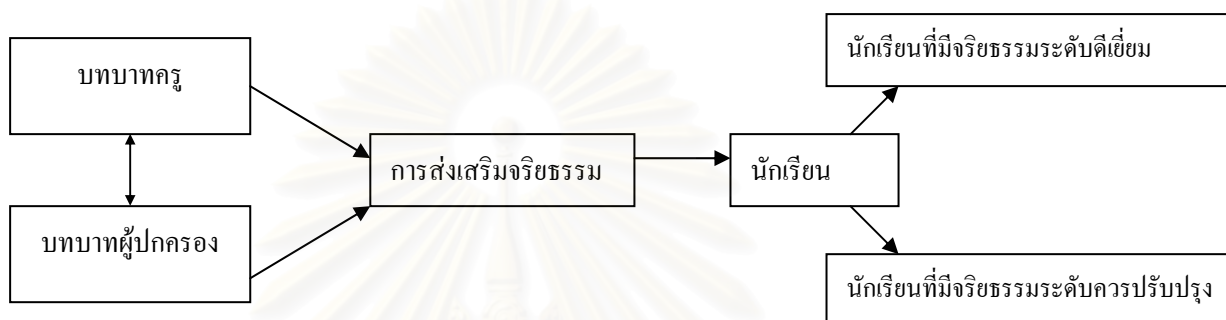 บทบาทครู
บทบาทผู้ปกครอง
การส่งเสริมจริยธรรม
นักเรียน
นักเรียนที่มีจริยธรรมระดับดีเยี่ยม
นักเรียนที่มีจริยธรรมระดับควรปรับปรุง